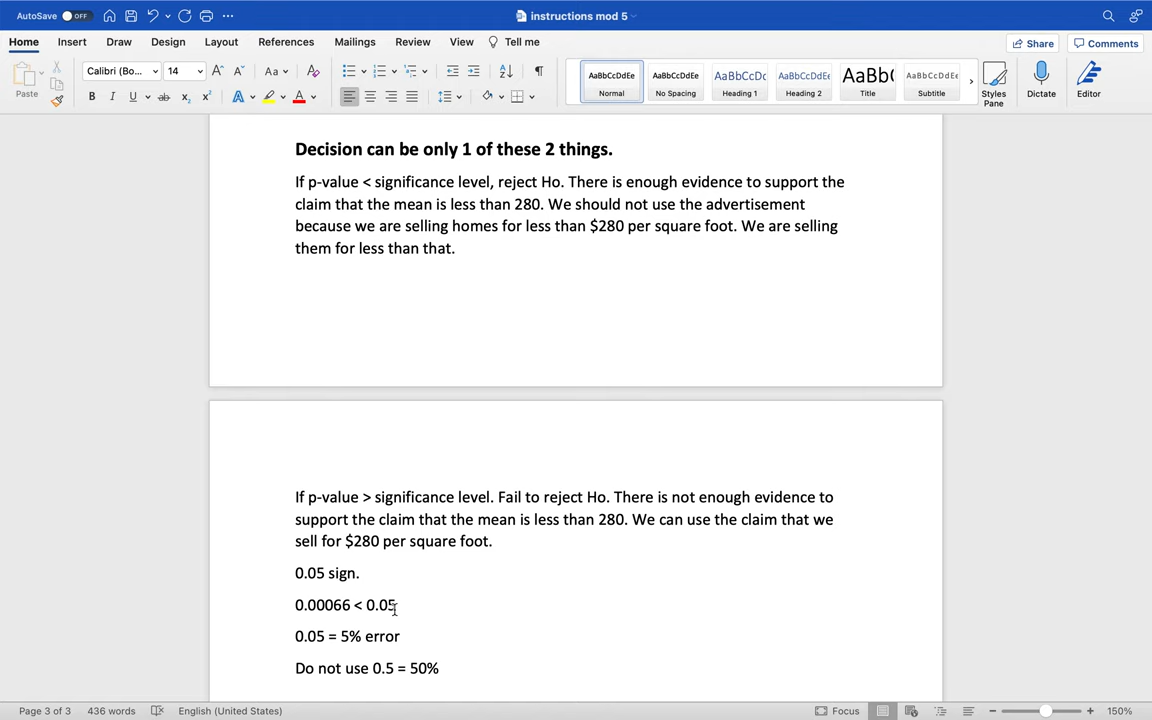 AutoSave OFF
instructions mod 5
Home Insert Draw Design Layout References Mailings Review View Tell me
Share Comments
Paste
Calibri (Bo... 14
AaBbCcDdEe
Normal
AaBbCcDdEe
No Spacing
AaBbCcDc
Heading 1
AaBbCcDdEe
Heading 2
AaBb(
Title
AaBbCcDdEe
Subtitle
Styles
Pane
Dictate
Editor
Decision can be only 1 of these 2 things.
If p-value < significance level, reject Ho. There is enough evidence to support the
claim that the mean is less than 280. We should not use the advertisement
because we are selling homes for less than $280 per square foot. We are selling
them for less than that.
If p-value > significance level. Fail to reject Ho. There is not enough evidence to
support the claim that the mean is less than 280. We can use the claim that we
sell for $280 per square foot.
0.05 sign.
0.00066 < 0.05
0.05 = 5% error
Do not use 0.5 = 50%
Page 3 of 3 436 words English (United States) Focus 150%